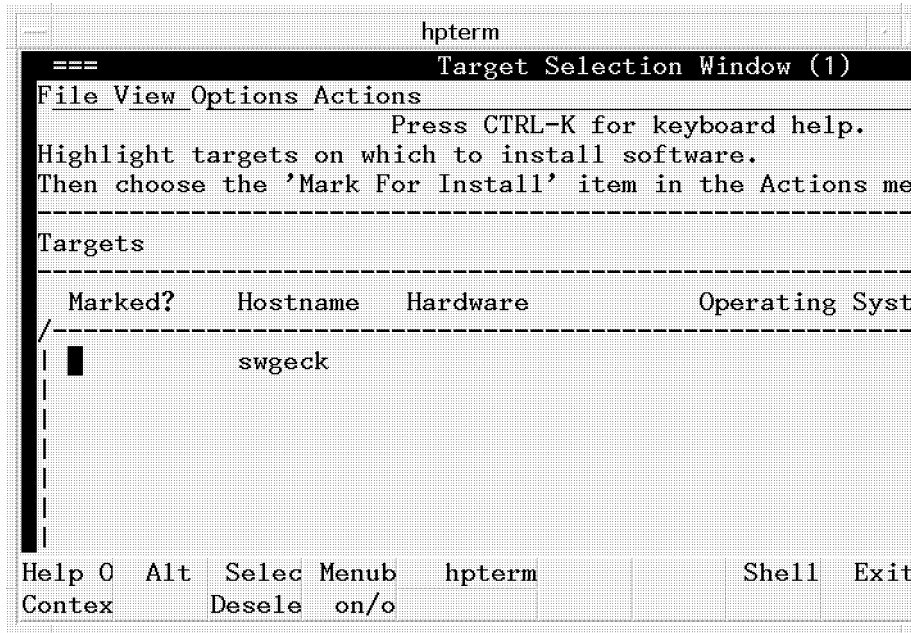 hpterm
=== Target Selection Window (1)
File View Options Actions
Press CTRL-K for keyboard help.
Highlight targets on which to install software.
Then choose the 'Mark For Install' item in the Actions me
Targets
Marked? Hostname Hardware Operating Syst
swgeck
Help O Alt Selec Menub hpterm Shell Exit
Contex Desele on/o